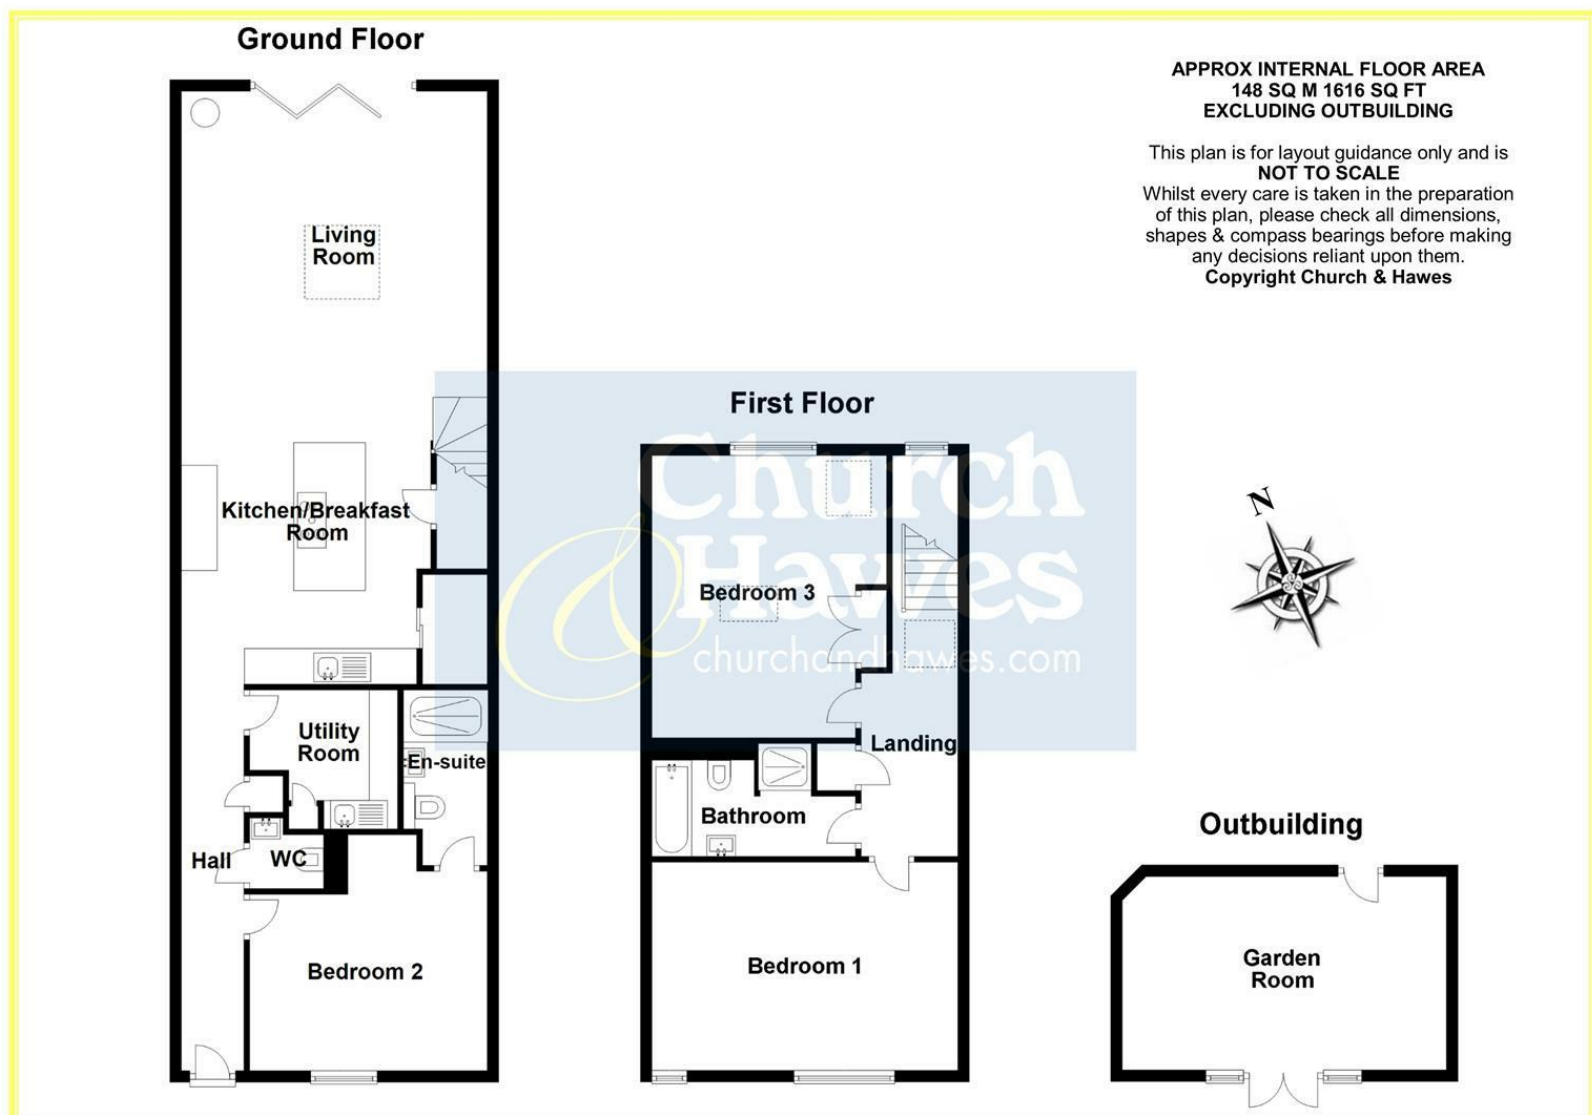 Ground Floor
APPROX INTERNAL FLOOR AREA
148 SQ M 1616 SQ FT
EXCLUDING OUTBUILDING
This plan is for layout guidance only and is
NOT TO SCALE
Whilst every care is taken in the preparation
of this plan, please check all dimensions,
shapes & compass bearings before making
any decisions reliant upon them.
Copyright Church & Hawes
Living
Room
Kitchen/Breakfast
Room
Utility
Room
En-suite
Hall
WC
Bedroom 2
First Floor
Church
& Hawes
churchandhawes.com
Bedroom 3
Landing
Bathroom
Bedroom 1
N
Outbuilding
Garden
Room